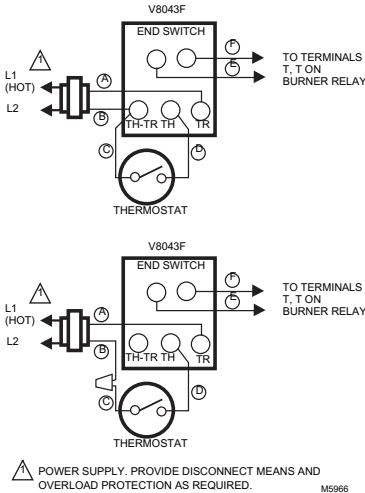 V8043F
END SWITCH
F
E
TO TERMINALS
T, T ON
BURNER RELAY
1
L1
(HOT)
L2
A
B
TH-TR TH TR
C
D
THERMOSTAT
V8043F
END SWITCH
F
E
TO TERMINALS
T, T ON
BURNER RELAY
1
L1
(HOT)
L2
A
B
TH-TR TH TR
C
D
THERMOSTAT
1 POWER SUPPLY. PROVIDE DISCONNECT MEANS AND
OVERLOAD PROTECTION AS REQUIRED.
M5966